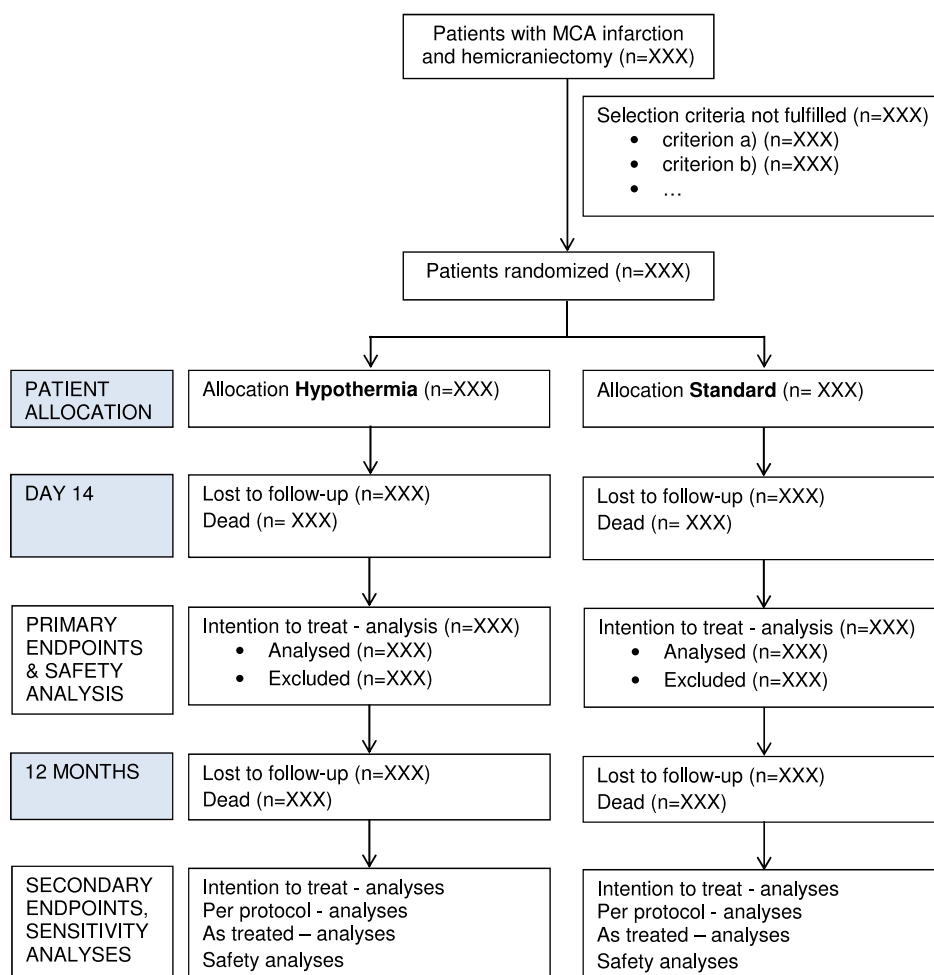 Patients with MCA infarction
and hemicraniectomy (n=XXX)
Selection criteria not fulfilled (n=XXX)
• criterion a) (n=XXX)
• criterion b) (n=XXX)
• …
Patients randomized (n=XXX)
PATIENT
ALLOCATION
Allocation Hypothermia (n=XXX)
Allocation Standard (n= XXX)
DAY 14
Lost to follow-up (n=XXX)
Dead (n= XXX)
Lost to follow-up (n=XXX)
Dead (n= XXX)
PRIMARY
ENDPOINTS
& SAFETY
ANALYSIS
Intention to treat - analysis (n=XXX)
• Analysed (n=XXX)
• Excluded (n=XXX)
Intention to treat - analysis (n=XXX)
• Analysed (n=XXX)
• Excluded (n=XXX)
12 MONTHS
Lost to follow-up (n=XXX)
Dead (n=XXX)
Lost to follow-up (n=XXX)
Dead (n=XXX)
SECONDARY
ENDPOINTS,
SENSITIVITY
ANALYSES
Intention to treat - analyses
Per protocol - analyses
As treated – analyses
Safety analyses
Intention to treat - analyses
Per protocol - analyses
As treated – analyses
Safety analyses